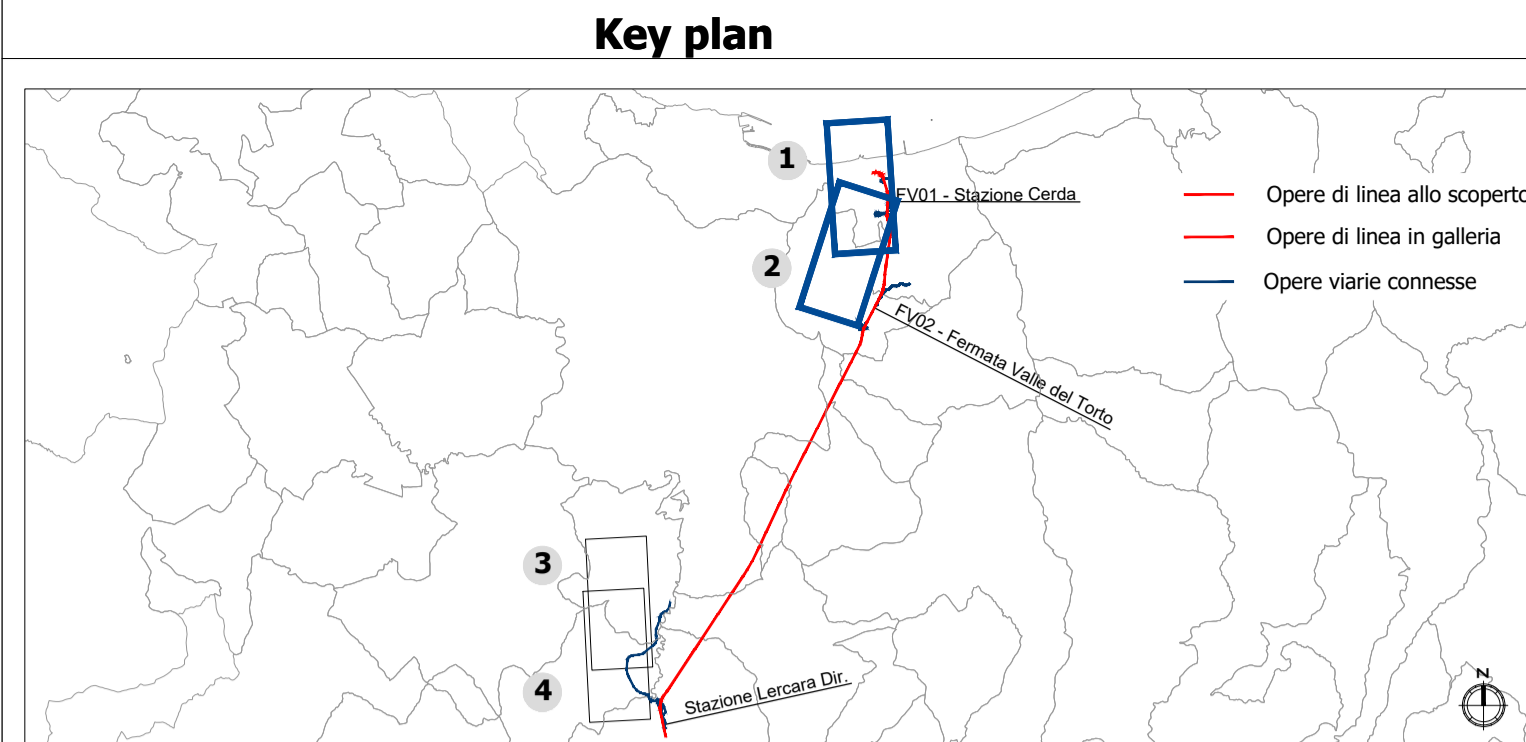 Key plan
1
FV01 - Stazione Cerda
Opere di linea allo scoperto
Opere di linea in galleria
2
Opere viarie connesse
FV02 - Fermata Valle del Torto
3
4
Stazione Lercara Dir.
N